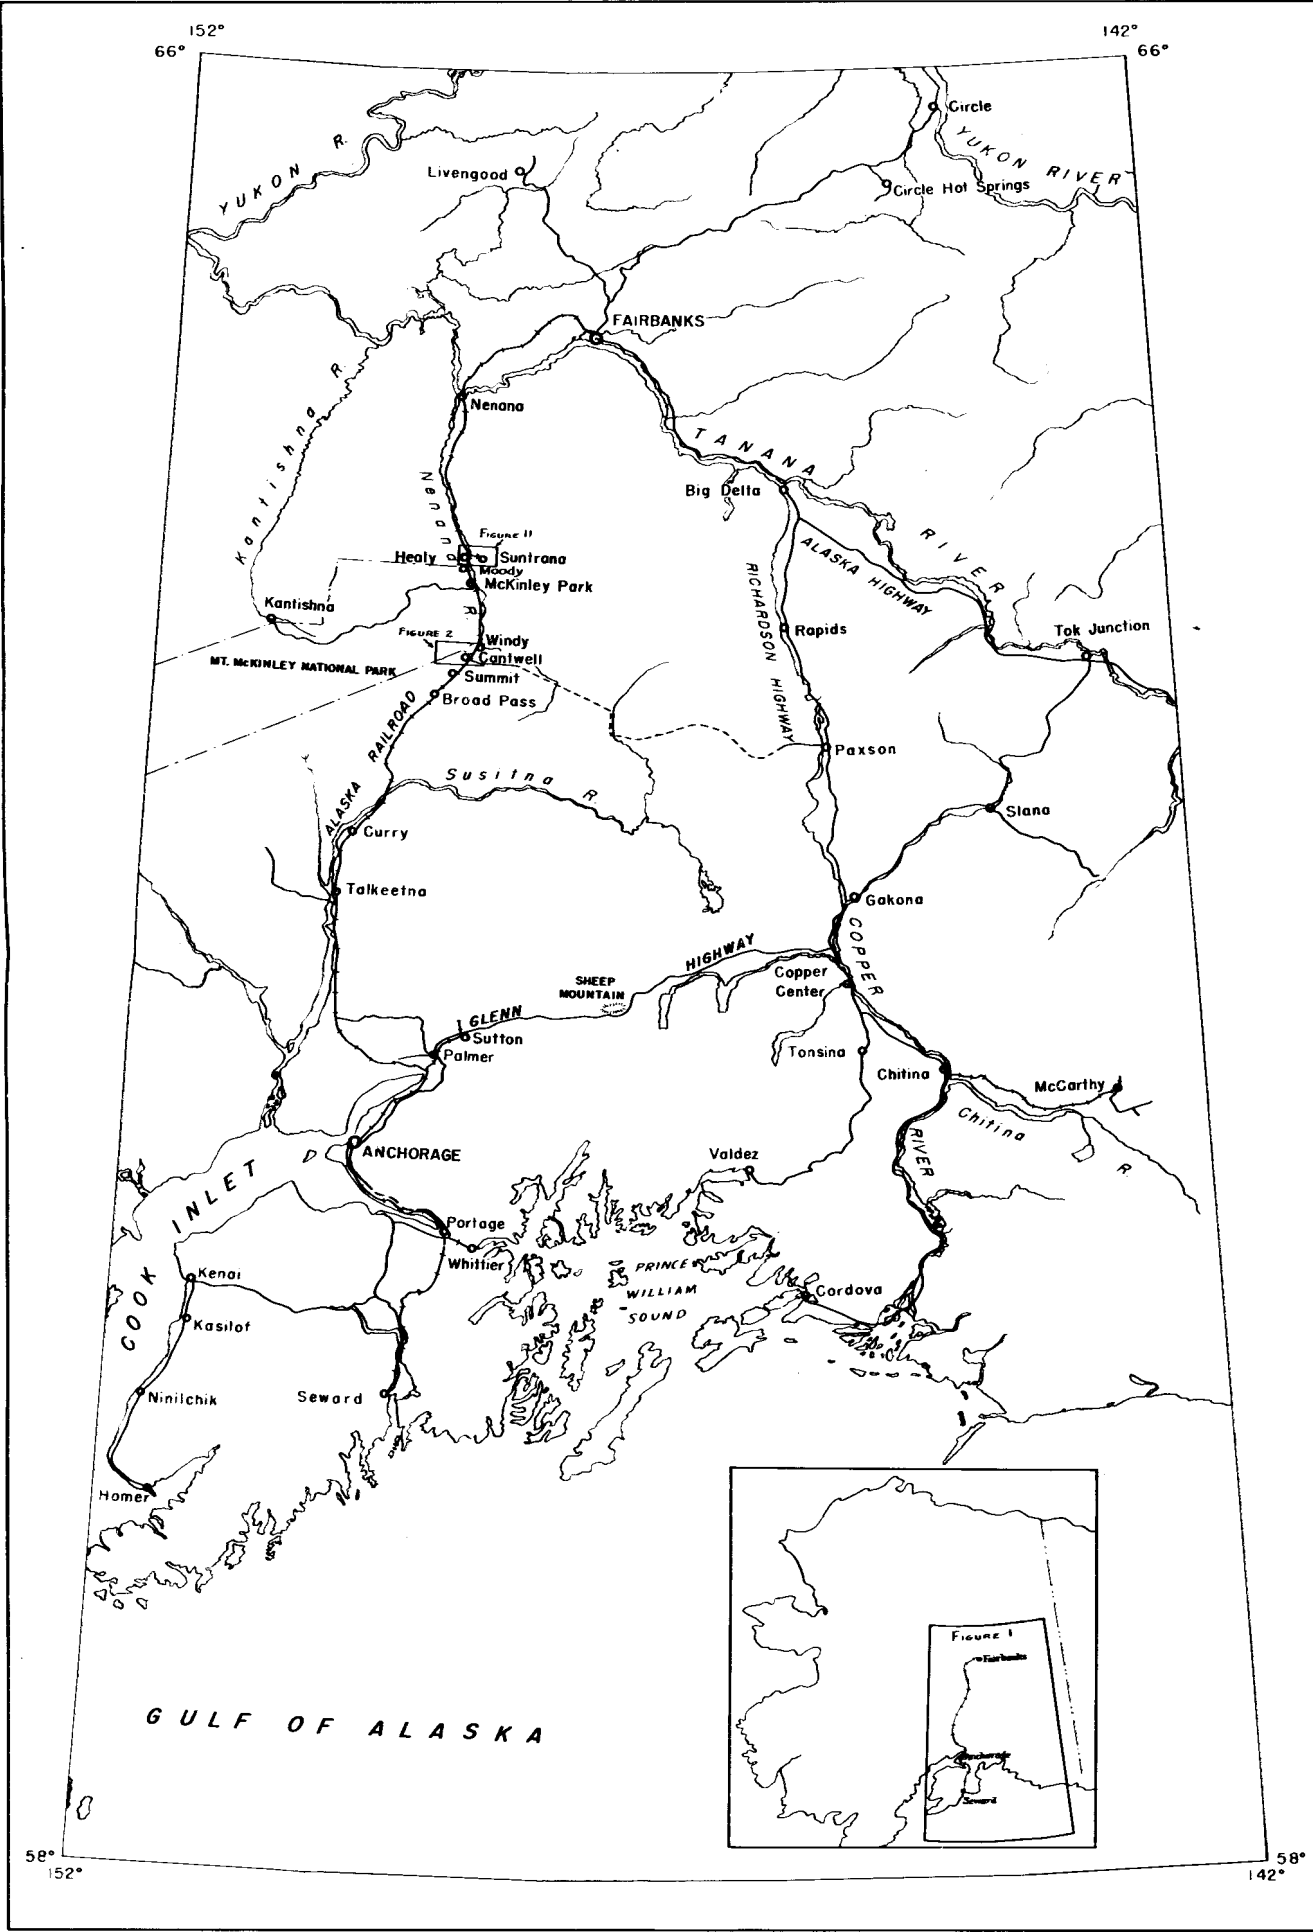 152°
142°
66°
66°
Circle
YUKON RIVER
YUKON R.
Livengood
Circle Hot Springs
FAIRBANKS
Kantishna R.
Nenana
TANANA RIVER
Nenana R
Big Delta
FIGURE 11
Healy
Suntrana
Moody
McKinley Park
ALASKA HIGHWAY
RICHARDSON HIGHWAY
Kantishna
FIGURE 2
Windy
Cantwell
Rapids
Tok Junction
MT. McKINLEY NATIONAL PARK
Summit
Broad Pass
ALASKA RAILROAD
Paxson
Susitna R.
Slana
Curry
Talkeetna
Gakona
COPPER RIVER
GLENN HIGHWAY
SHEEP
MOUNTAIN
Copper
Center
Sutton
Palmer
Tonsina
Chitina
McCarthy
Chitina R.
ANCHORAGE
Valdez
COOK INLET
Portage
Whittier
PRINCE
WILLIAM
SOUND
Kenai
Cordova
Kasilof
Ninilchik
Seward
Homer
FIGURE 1
Fairbanks
Anchorage
Seward
GULF OF ALASKA
58°
58°
152°
142°